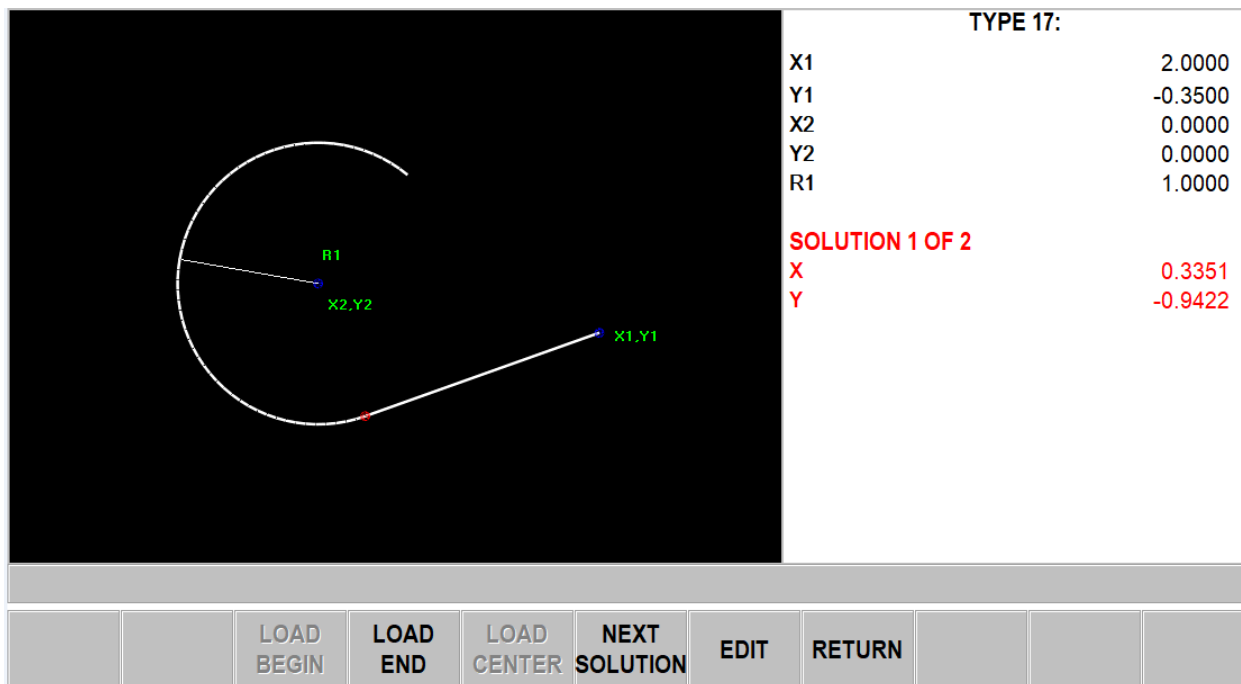 TYPE 17:
X1 2.0000
Y1 -0.3500
X2 0.0000
Y2 0.0000
R1 1.0000
SOLUTION 1 OF 2
X 0.3351
Y -0.9422
R1
X2,Y2
X1,Y1
LOAD BEGIN
LOAD END
LOAD CENTER
NEXT SOLUTION
EDIT
RETURN